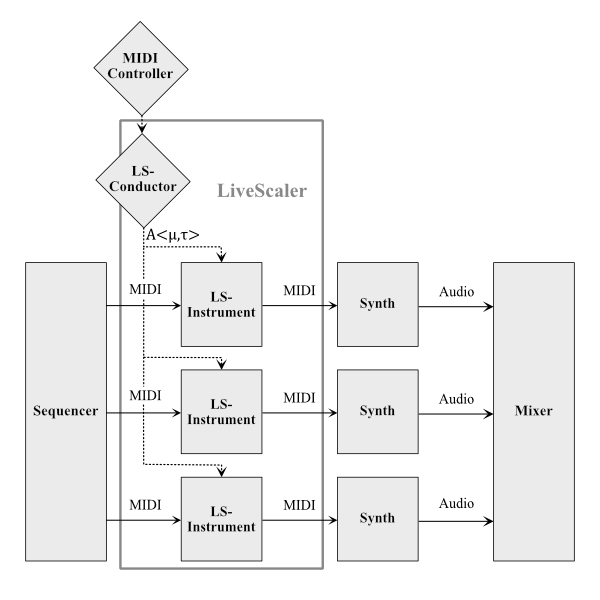 MIDI
Controller
LS-
Conductor
LiveScaler
A<μ,τ>
MIDI
LS-
Instrument
MIDI
Synth
Audio
Sequencer
MIDI
LS-
Instrument
MIDI
Synth
Audio
Mixer
MIDI
LS-
Instrument
MIDI
Synth
Audio